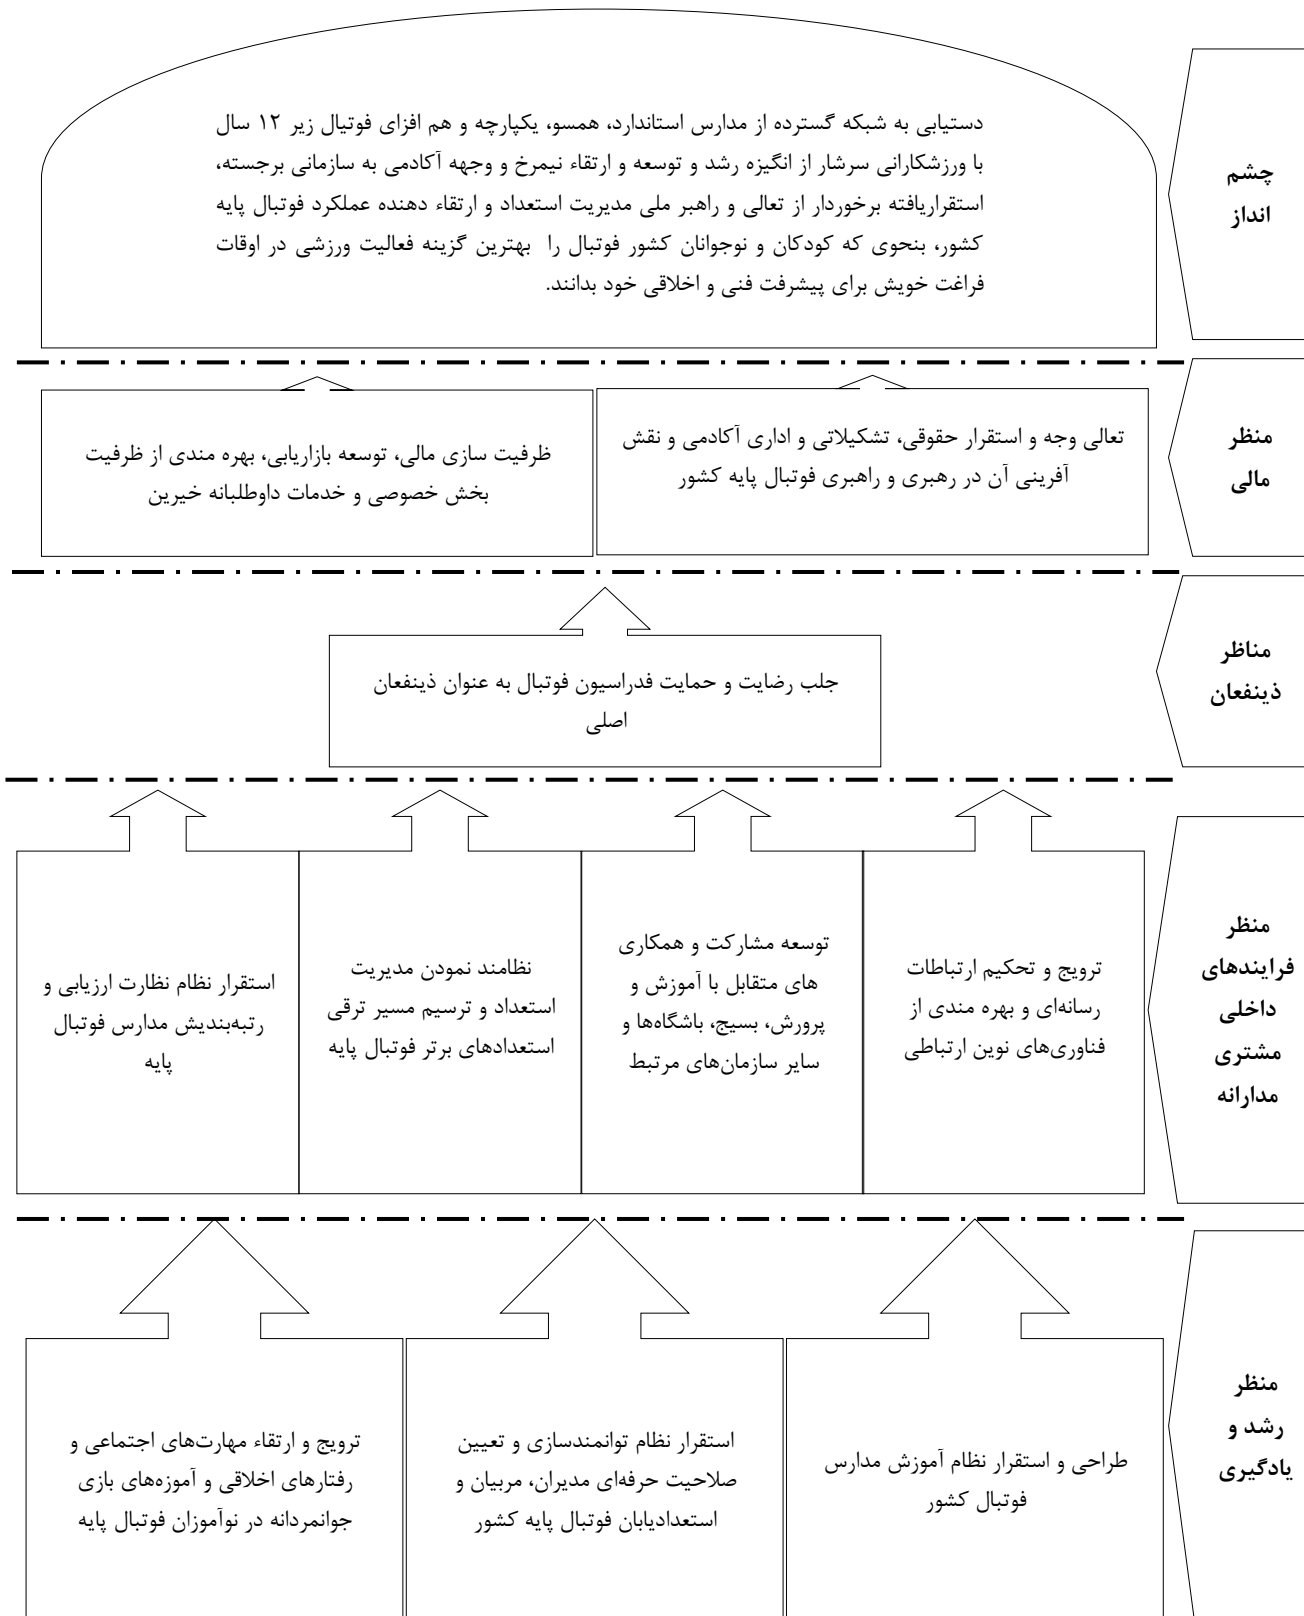 دستیابی به شبکه گسترده از مدارس استاندارد، همسو، یکپارچه و هم افزای فوتبال زیر ۱۲ سال
با ورزشکارانی سرشار از انگیزه رشد و توسعه و ارتقاء نیمرخ و وجهه آکادمی به سازمانی برجسته،
استقراریافته برخوردار از تعالی و راهبر ملی مدیریت استعداد و ارتقاء دهنده عملکرد فوتبال پایه
کشور، بنحوی که کودکان و نوجوانان کشور فوتبال را بهترین گزینه فعالیت ورزشی در اوقات
فراغت خویش برای پیشرفت فنی و اخلاقی خود بدانند.
چشم
انداز
منظر
مالی
تعالی وجه و استقرار حقوقی، تشکیلاتی و اداری آکادمی و نقش
آفرینی آن در رهبری و راهبری فوتبال پایه کشور
ظرفیت سازی مالی، توسعه بازاریابی، بهره مندی از ظرفیت
بخش خصوصی و خدمات داوطلبانه خیرین
مناظر
ذینفعان
جلب رضایت و حمایت فدراسیون فوتبال به عنوان ذینفعان
اصلی
منظر
فرایندهای
داخلی
مشتری
مدارانه
ترویج و تحکیم ارتباطات
رسانه‌ای و بهره مندی از
فناوری‌های نوین ارتباطی
توسعه مشارکت و همکاری
های متقابل با آموزش و
پرورش، بسیج، باشگاه‌ها و
سایر سازمان‌های مرتبط
نظامند نمودن مدیریت
استعداد و ترسیم مسیر ترقی
استعدادهای برتر فوتبال پایه
استقرار نظام نظارت ارزیابی و
رتبه‌بندیش مدارس فوتبال
پایه
منظر
رشد و
یادگیری
طراحی و استقرار نظام آموزش مدارس
فوتبال کشور
استقرار نظام توانمندسازی و تعیین
صلاحیت حرفه‌ای مدیران، مربیان و
استعدادیابان فوتبال پایه کشور
ترویج و ارتقاء مهارت‌های اجتماعی و
رفتارهای اخلاقی و آموزه‌های بازی
جوانمردانه در نوآموزان فوتبال پایه